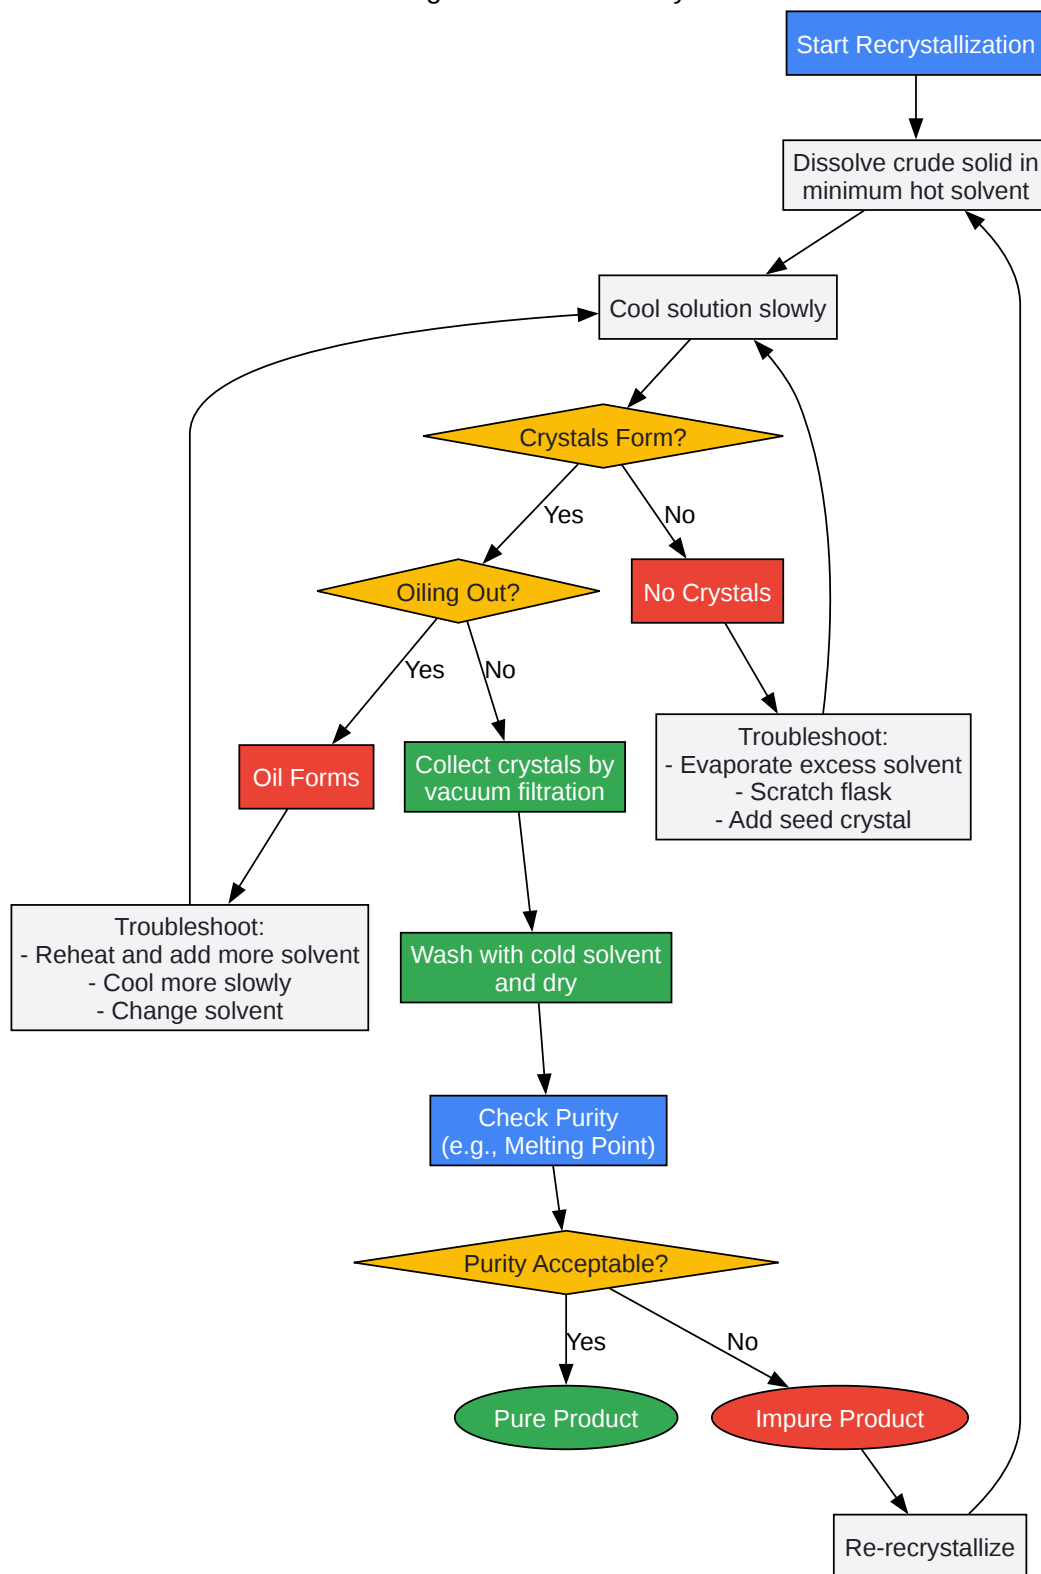 Start Recrystallization
Dissolve crude solid in
minimum hot solvent
Cool solution slowly
Crystals Form?
Yes
No
Oiling Out?
No Crystals
Yes
No
Oil Forms
Collect crystals by
vacuum filtration
Troubleshoot:
- Evaporate excess solvent
- Scratch flask
- Add seed crystal
Troubleshoot:
- Reheat and add more solvent
- Cool more slowly
- Change solvent
Wash with cold solvent
and dry
Check Purity
(e.g., Melting Point)
Purity Acceptable?
Yes
No
Pure Product
Impure Product
Re-recrystallize